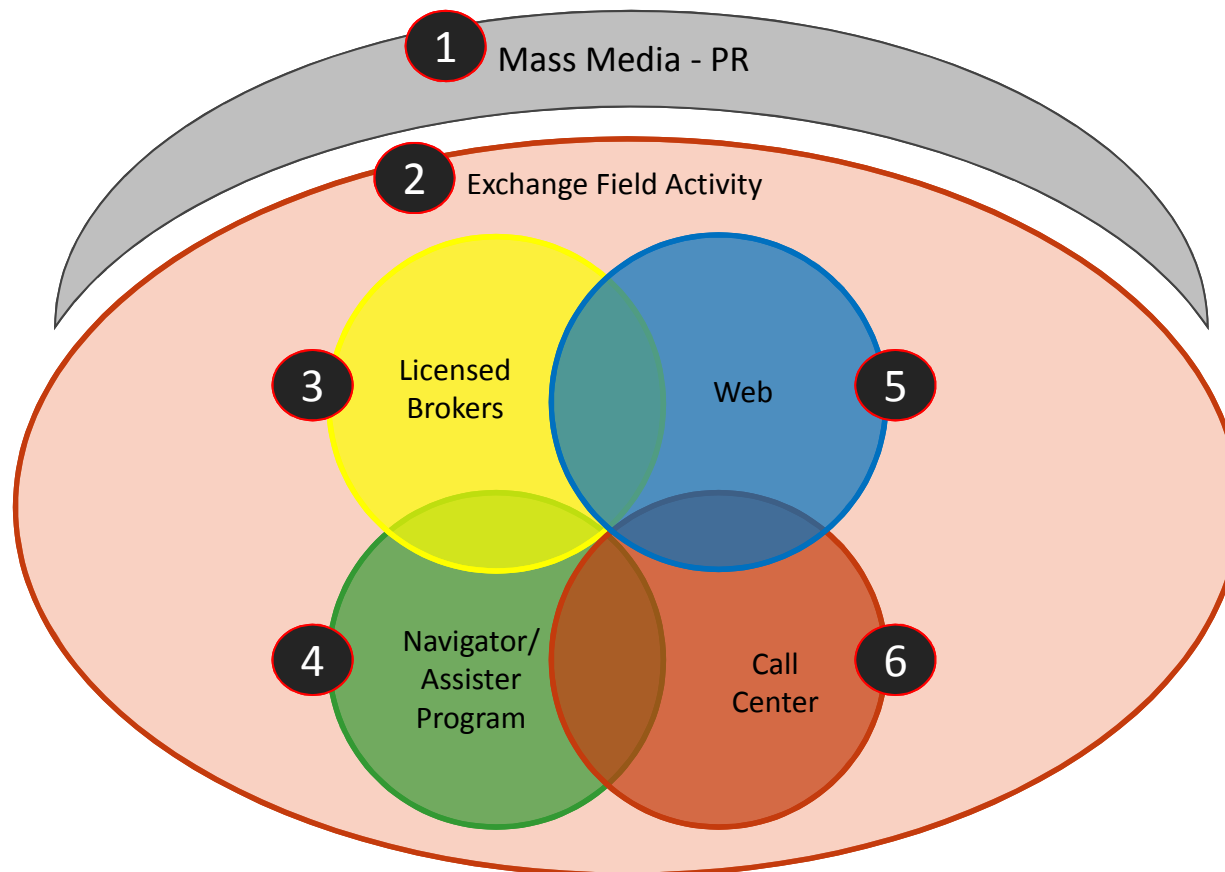 1
Mass Media - PR
2
Exchange Field Activity
3
Licensed
Brokers
Web
5
4
Navigator/
Assister
Program
Call
Center
6